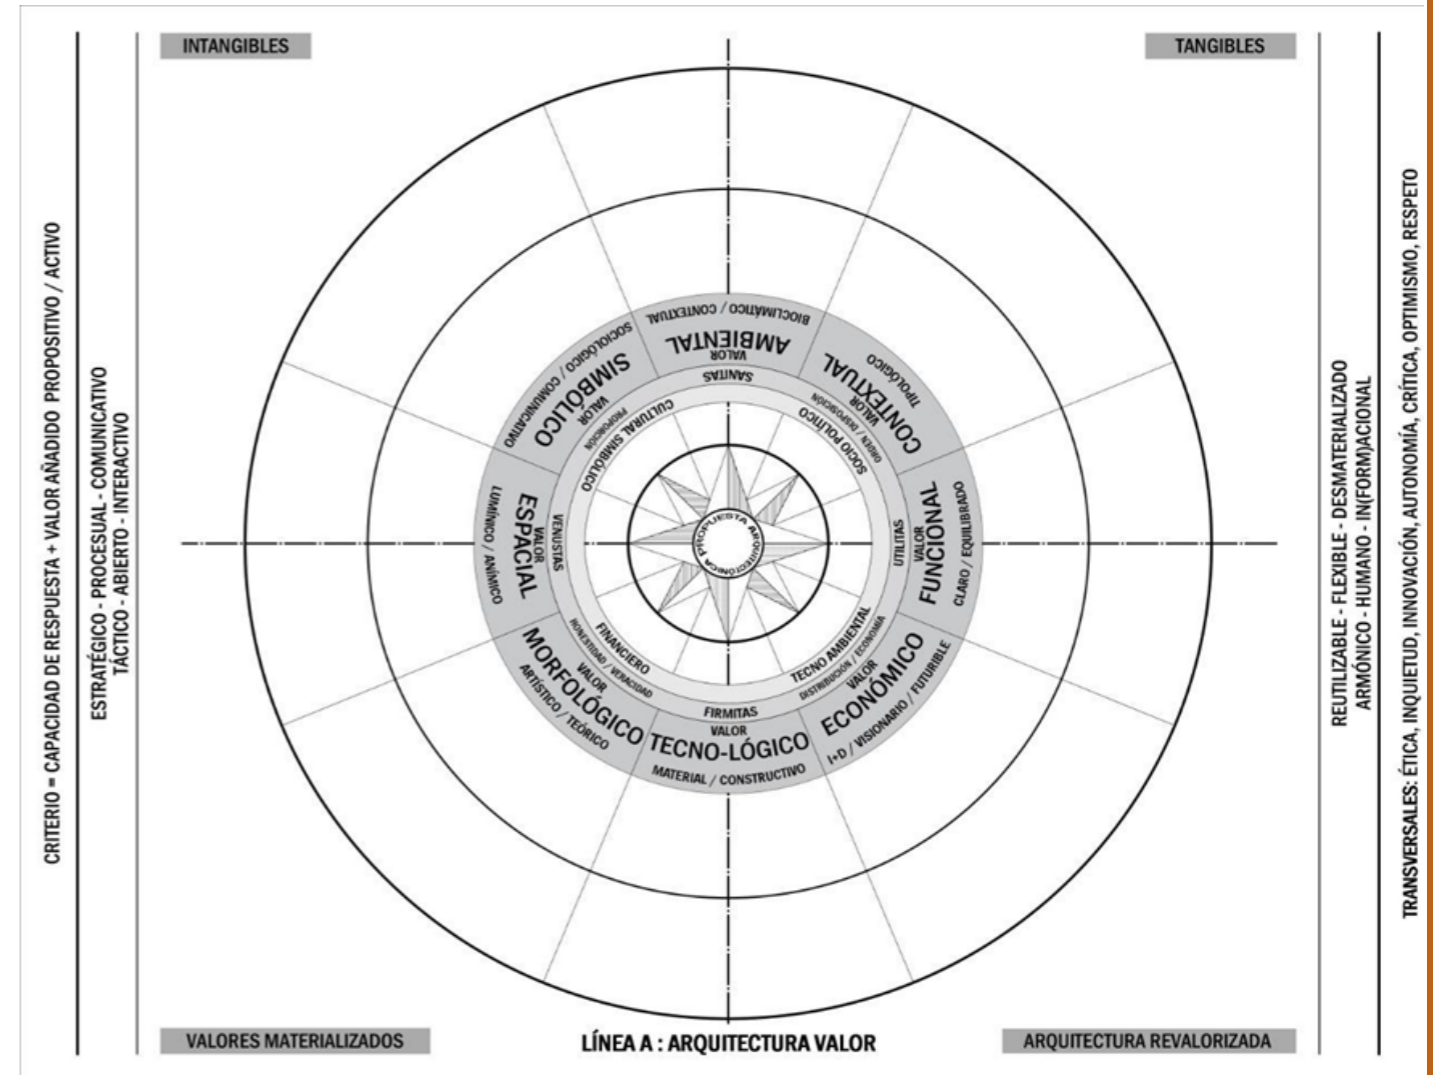 INTANGIBLES
TANGIBLES
CRITERIO = CAPACIDAD DE RESPUESTA + VALOR AÑADIDO PROPOSITIVO / ACTIVO
ESTRATÉGICO - PROCESUAL - COMUNICATIVO
TÁCTICO - ABIERTO - INTERACTIVO
BIOCLIMÁTICO / CONTEXTUAL
AMBIENTAL
VALOR
SANITAS
TIPOLÓGICO
CONTEXTUAL
VALOR
ORDEN / DISPOSICIÓN
SOCIO POLÍTICO
CLARO / EQUILIBRADO
FUNCIONAL
VALOR
UTILITAS
TECNO AMBIENTAL
DISTRIBUCIÓN / ECONOMÍA
VALOR
ECONÓMICO
I+D / VISIONARIO / FUTURIBLE
FIRMITAS
VALOR
TECNO-LÓGICO
MATERIAL / CONSTRUCTIVO
FINANCIERO
HONESTIDAD / VERACIDAD
VALOR
MORFOLÓGICO
ARTÍSTICO / TEÓRICO
VENUSTAS
VALOR
ESPACIAL
LUMÍNICO / ANÍMICO
SOCIOLÓGICO / COMUNICATIVO
SIMBÓLICO
VALOR
PROPORCIÓN
CULTURAL SIMBÓLICO
PROPUESTA ARQUITECTÓNICA
REUTILIZABLE - FLEXIBLE - DESMATERIALIZADO
ARMÓNICO - HUMANO - IN(FORM)ACIONAL
TRANSVERSALES: ÉTICA, INQUIETUD, INNOVACIÓN, AUTONOMÍA, CRÍTICA, OPTIMISMO, RESPETO
VALORES MATERIALIZADOS
LÍNEA A : ARQUITECTURA VALOR
ARQUITECTURA REVALORIZADA